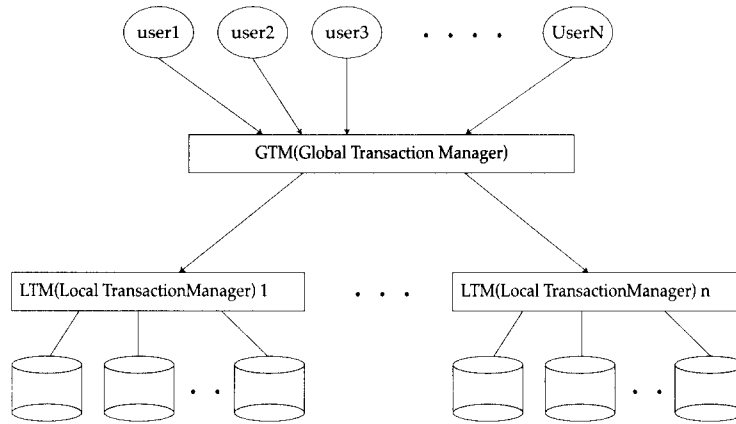 user1
user2
user3
. . . .
UserN
GTM(Global Transaction Manager)
LTM(Local TransactionManager) 1
. . .
LTM(Local TransactionManager) n
. .
. .